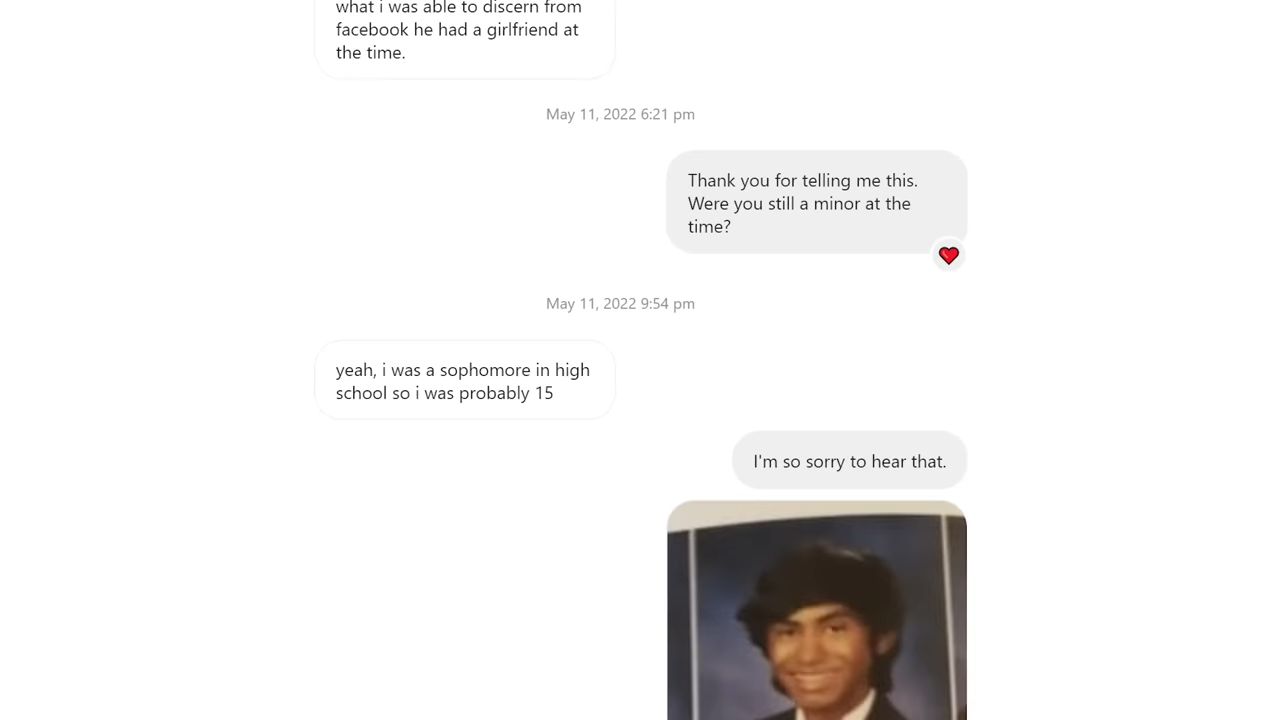 what i was able to discern from
facebook he had a girlfriend at
the time.
May 11, 2022 6:21 pm
Thank you for telling me this.
Were you still a minor at the
time?
May 11, 2022 9:54 pm
yeah, i was a sophomore in high
school so i was probably 15
I'm so sorry to hear that.